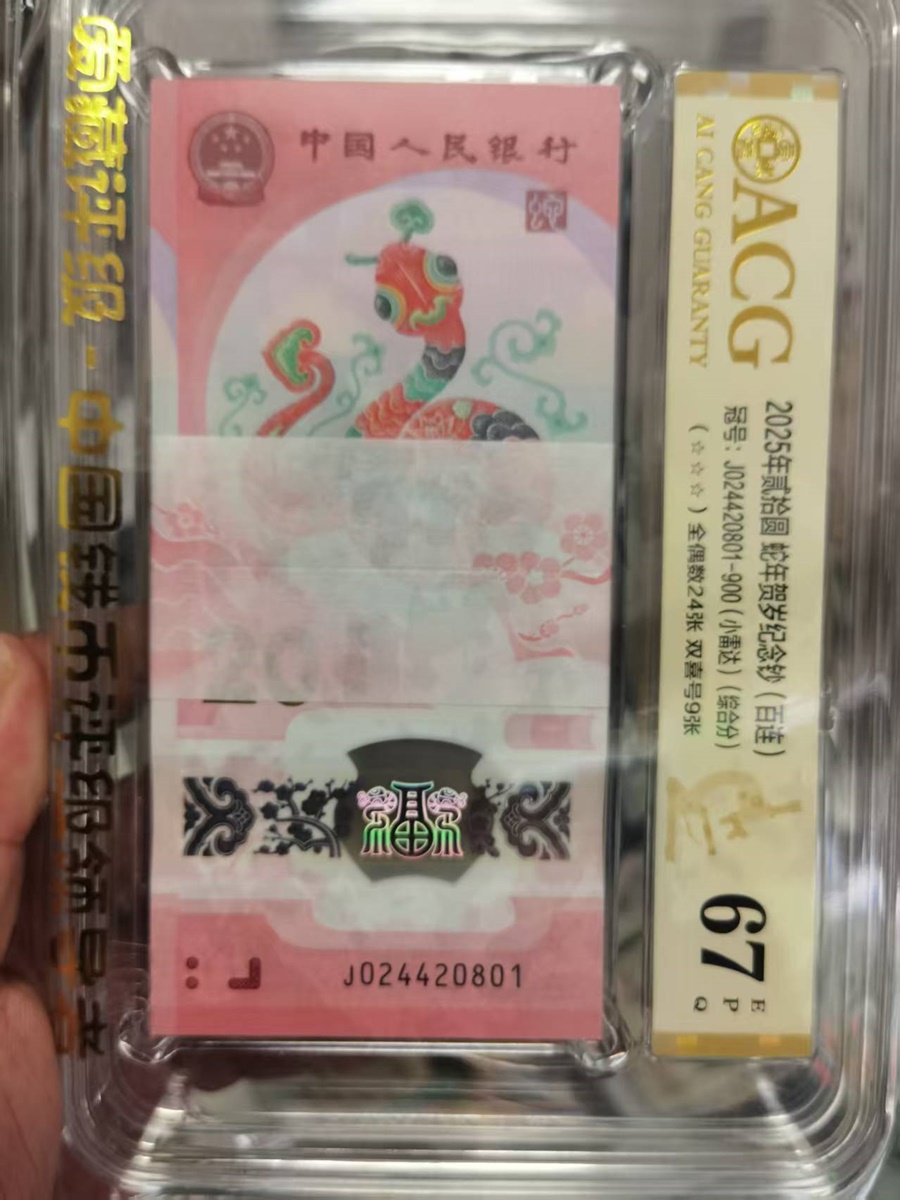 爱藏评级-中国钱币评级领导者
中国人民银行
J024420801
ACG
AI CANG GUARANTY
2025年贰拾圆 蛇年贺岁纪念钞（百连）
冠号：J024420801-900（小雷达）（综合分）
（☆☆☆）全偶数24张 双喜号9张
67
E
P
Q